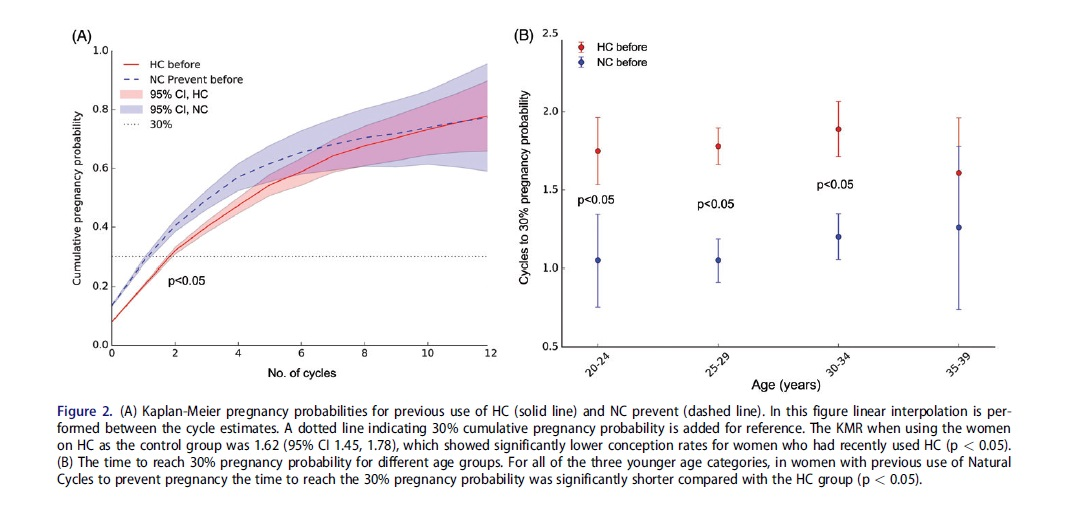 (A)
1.0
0.8
0.6
0.4
0.2
0.0
Cumulative pregnancy probability
HC before
NC Prevent before
95% CI, HC
95% CI, NC
30%
p<0.05
0 2 4 6 8 10 12
No. of cycles
(B)
2.5
2.0
1.5
1.0
0.5
Cycles to 30% pregnancy probability
HC before
NC before
p<0.05
p<0.05
p<0.05
20-24 25-29 30-34 35-39
Age (years)
Figure 2. (A) Kaplan-Meier pregnancy probabilities for previous use of HC (solid line) and NC prevent (dashed line). In this figure linear interpolation is per-
formed between the cycle estimates. A dotted line indicating 30% cumulative pregnancy probability is added for reference. The KMR when using the women
on HC as the control group was 1.62 (95% CI 1.45, 1.78), which showed significantly lower conception rates for women who had recently used HC (p < 0.05).
(B) The time to reach 30% pregnancy probability for different age groups. For all of the three younger age categories, in women with previous use of Natural
Cycles to prevent pregnancy the time to reach the 30% pregnancy probability was significantly shorter compared with the HC group (p < 0.05).